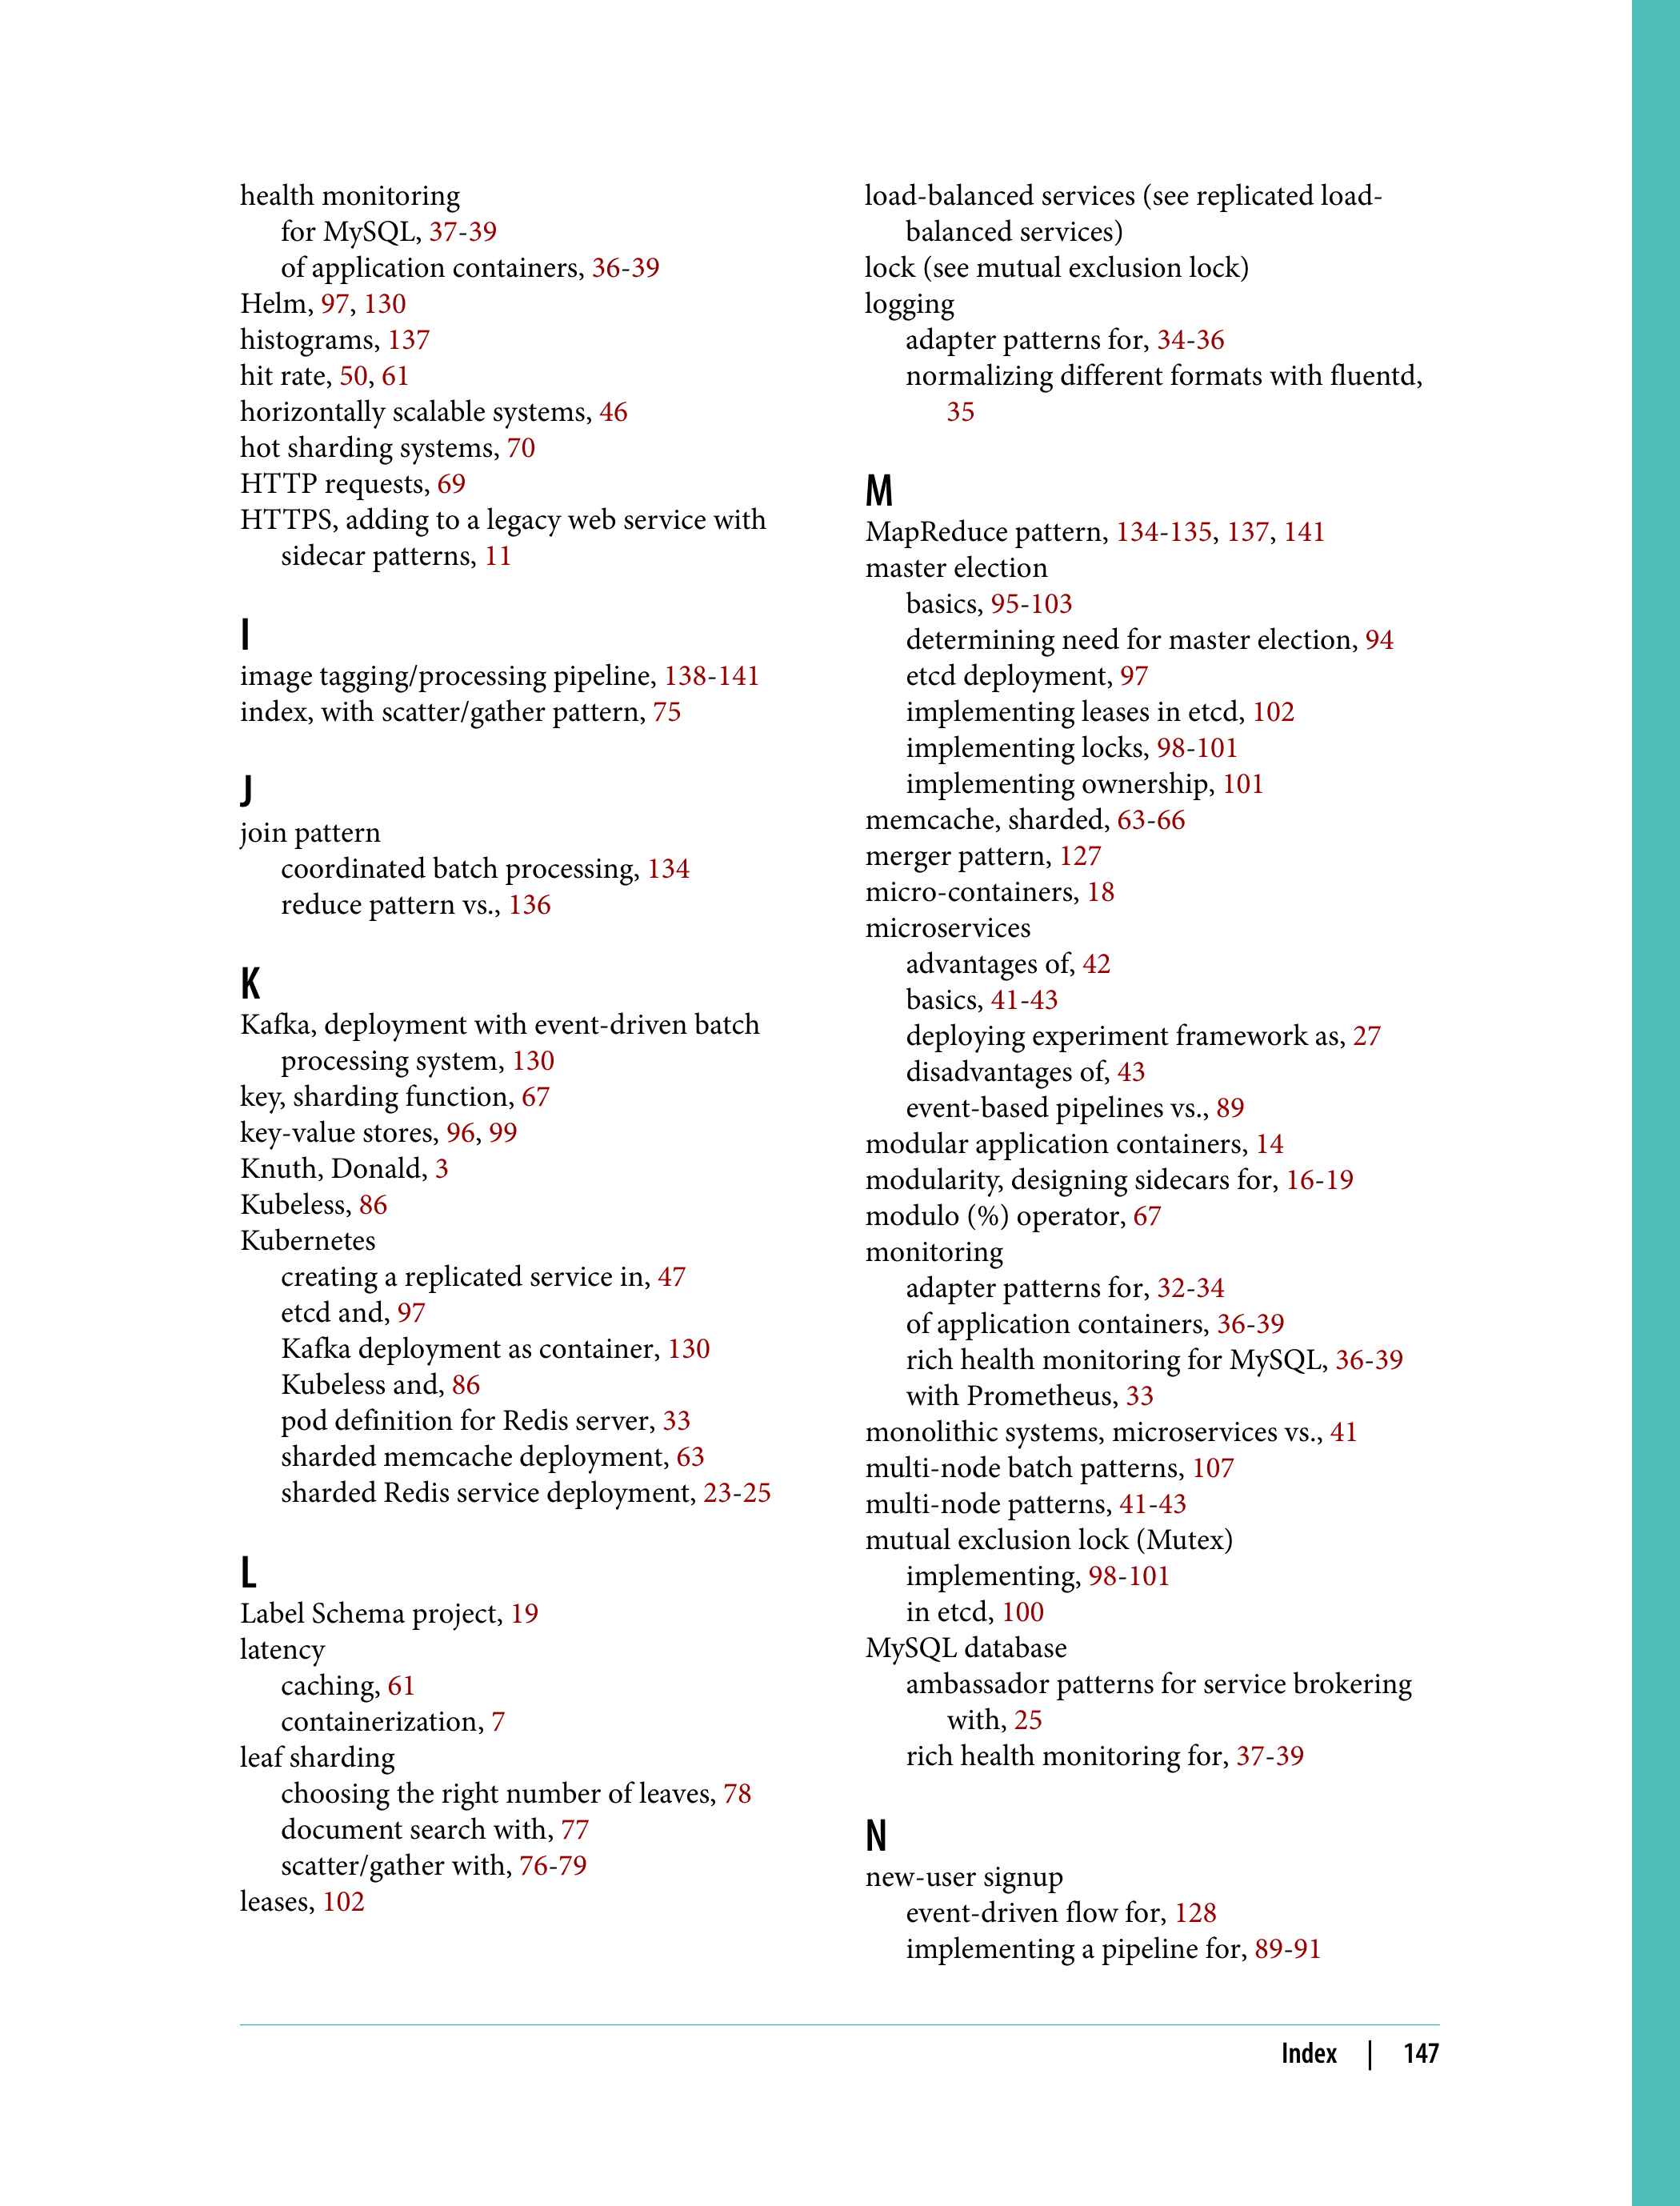 health monitoring
for MySQL, 37-39
of application containers, 36-39
Helm, 97, 130
histograms, 137
hit rate, 50, 61
horizontally scalable systems, 46
hot sharding systems, 70
HTTP requests, 69
HTTPS, adding to a legacy web service with
sidecar patterns, 11
I
image tagging/processing pipeline, 138-141
index, with scatter/gather pattern, 75
J
join pattern
coordinated batch processing, 134
reduce pattern vs., 136
K
Kafka, deployment with event-driven batch
processing system, 130
key, sharding function, 67
key-value stores, 96, 99
Knuth, Donald, 3
Kubeless, 86
Kubernetes
creating a replicated service in, 47
etcd and, 97
Kafka deployment as container, 130
Kubeless and, 86
pod definition for Redis server, 33
sharded memcache deployment, 63
sharded Redis service deployment, 23-25
L
Label Schema project, 19
latency
caching, 61
containerization, 7
leaf sharding
choosing the right number of leaves, 78
document search with, 77
scatter/gather with, 76-79
leases, 102
load-balanced services (see replicated load-
balanced services)
lock (see mutual exclusion lock)
logging
adapter patterns for, 34-36
normalizing different formats with fluentd,
35
M
MapReduce pattern, 134-135, 137, 141
master election
basics, 95-103
determining need for master election, 94
etcd deployment, 97
implementing leases in etcd, 102
implementing locks, 98-101
implementing ownership, 101
memcache, sharded, 63-66
merger pattern, 127
micro-containers, 18
microservices
advantages of, 42
basics, 41-43
deploying experiment framework as, 27
disadvantages of, 43
event-based pipelines vs., 89
modular application containers, 14
modularity, designing sidecars for, 16-19
modulo (%) operator, 67
monitoring
adapter patterns for, 32-34
of application containers, 36-39
rich health monitoring for MySQL, 36-39
with Prometheus, 33
monolithic systems, microservices vs., 41
multi-node batch patterns, 107
multi-node patterns, 41-43
mutual exclusion lock (Mutex)
implementing, 98-101
in etcd, 100
MySQL database
ambassador patterns for service brokering
with, 25
rich health monitoring for, 37-39
N
new-user signup
event-driven flow for, 128
implementing a pipeline for, 89-91
Index | 147